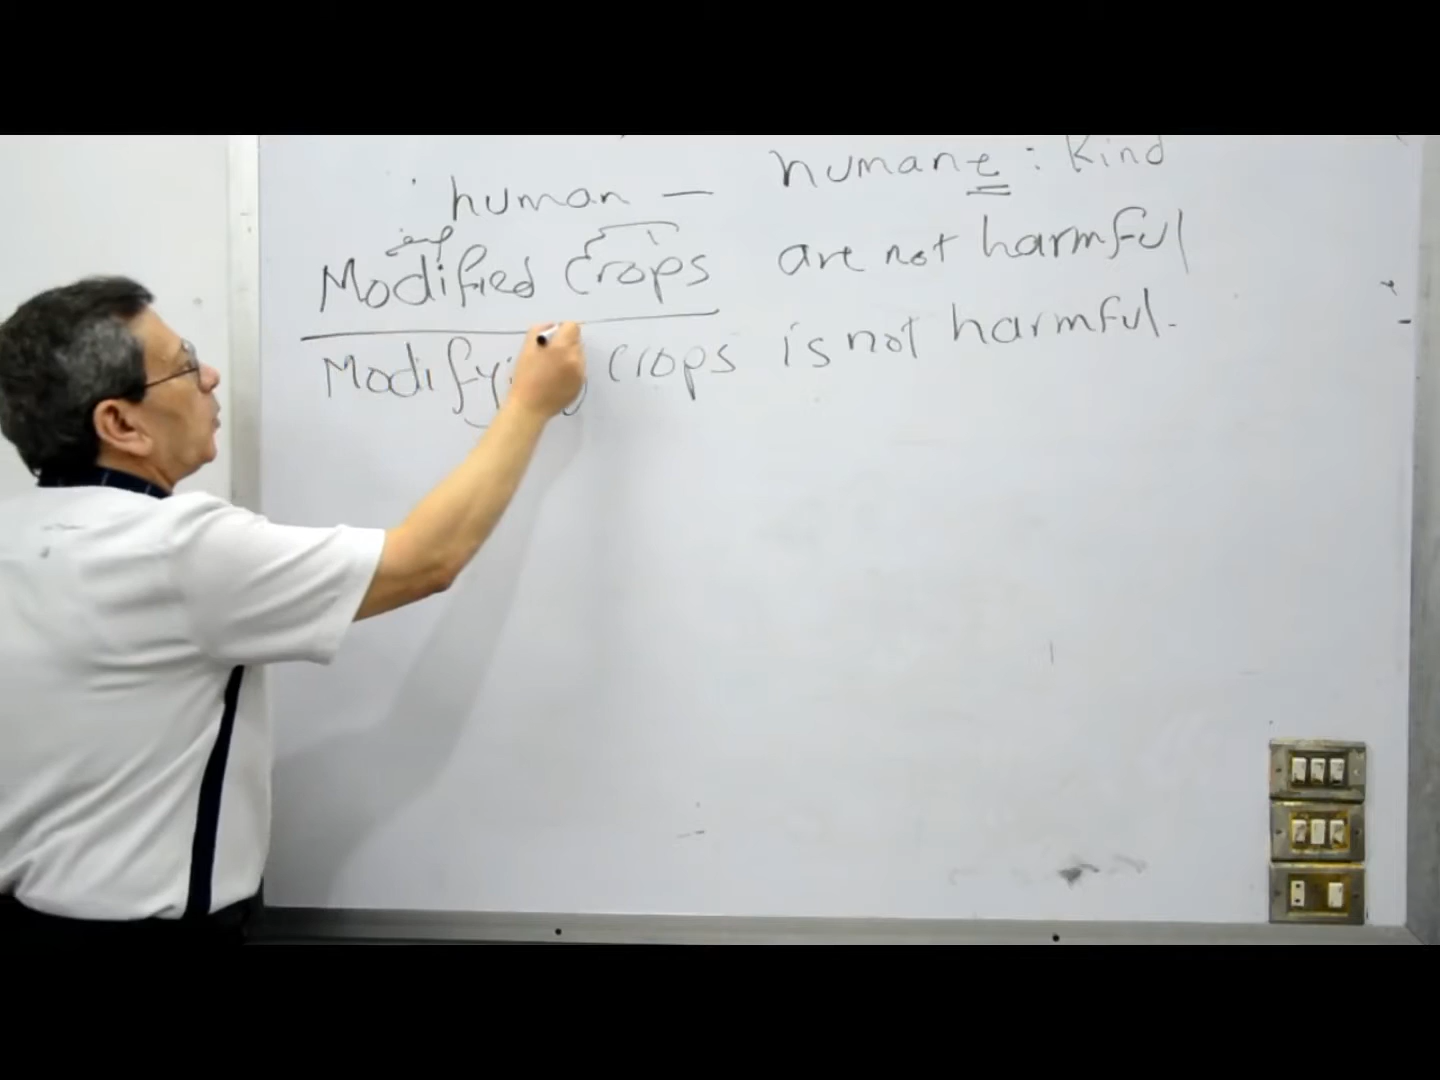 human — humane : Kind
Modified Crops are not harmful
Modifying crops is not harmful.